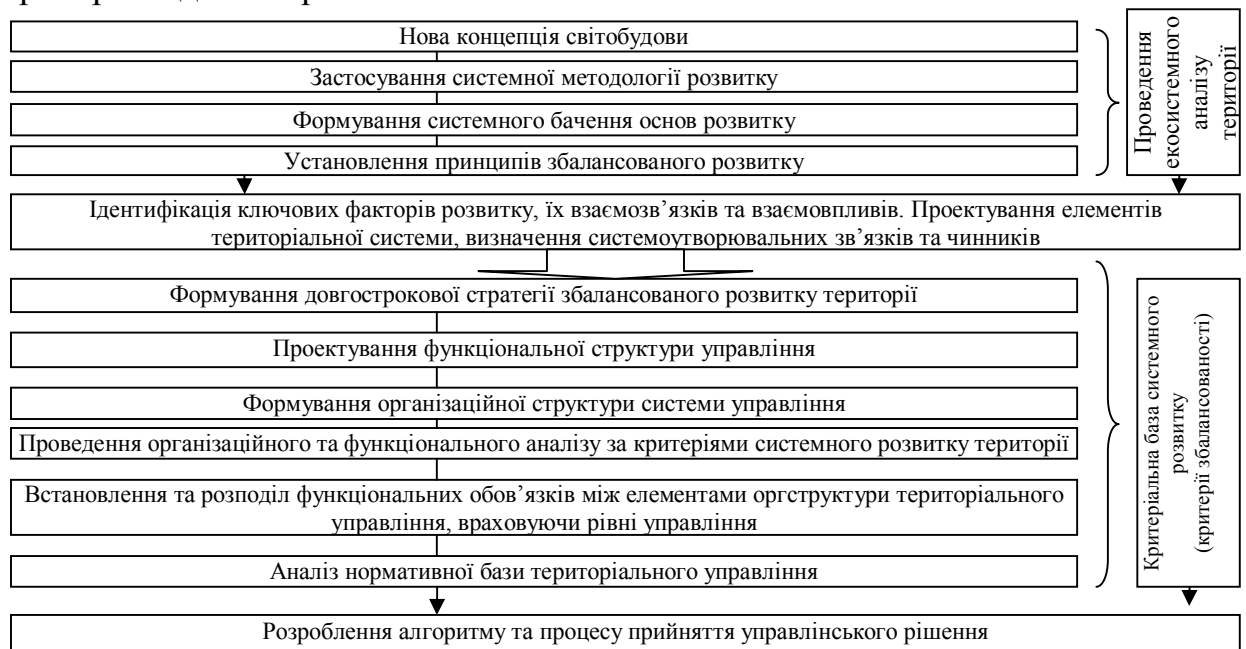 Нова концепція світобудови
Застосування системної методології розвитку
Формування системного бачення основ розвитку
Установлення принципів збалансованого розвитку
Проведення
екосистемного
аналізу
території
Ідентифікація ключових факторів розвитку, їх взаємозв’язків та взаємовпливів. Проектування елементів
територіальної системи, визначення системоутворювальних зв’язків та чинників
Формування довгострокової стратегії збалансованого розвитку території
Проектування функціональної структури управління
Формування організаційної структури системи управління
Проведення організаційного та функціонального аналізу за критеріями системного розвитку території
Встановлення та розподіл функціональних обов’язків між елементами оргструктури територіального
управління, враховуючи рівні управління
Аналіз нормативної бази територіального управління
Критеріальна база системного
розвитку
(критерії збалансованості)
Розроблення алгоритму та процесу прийняття управлінського рішення